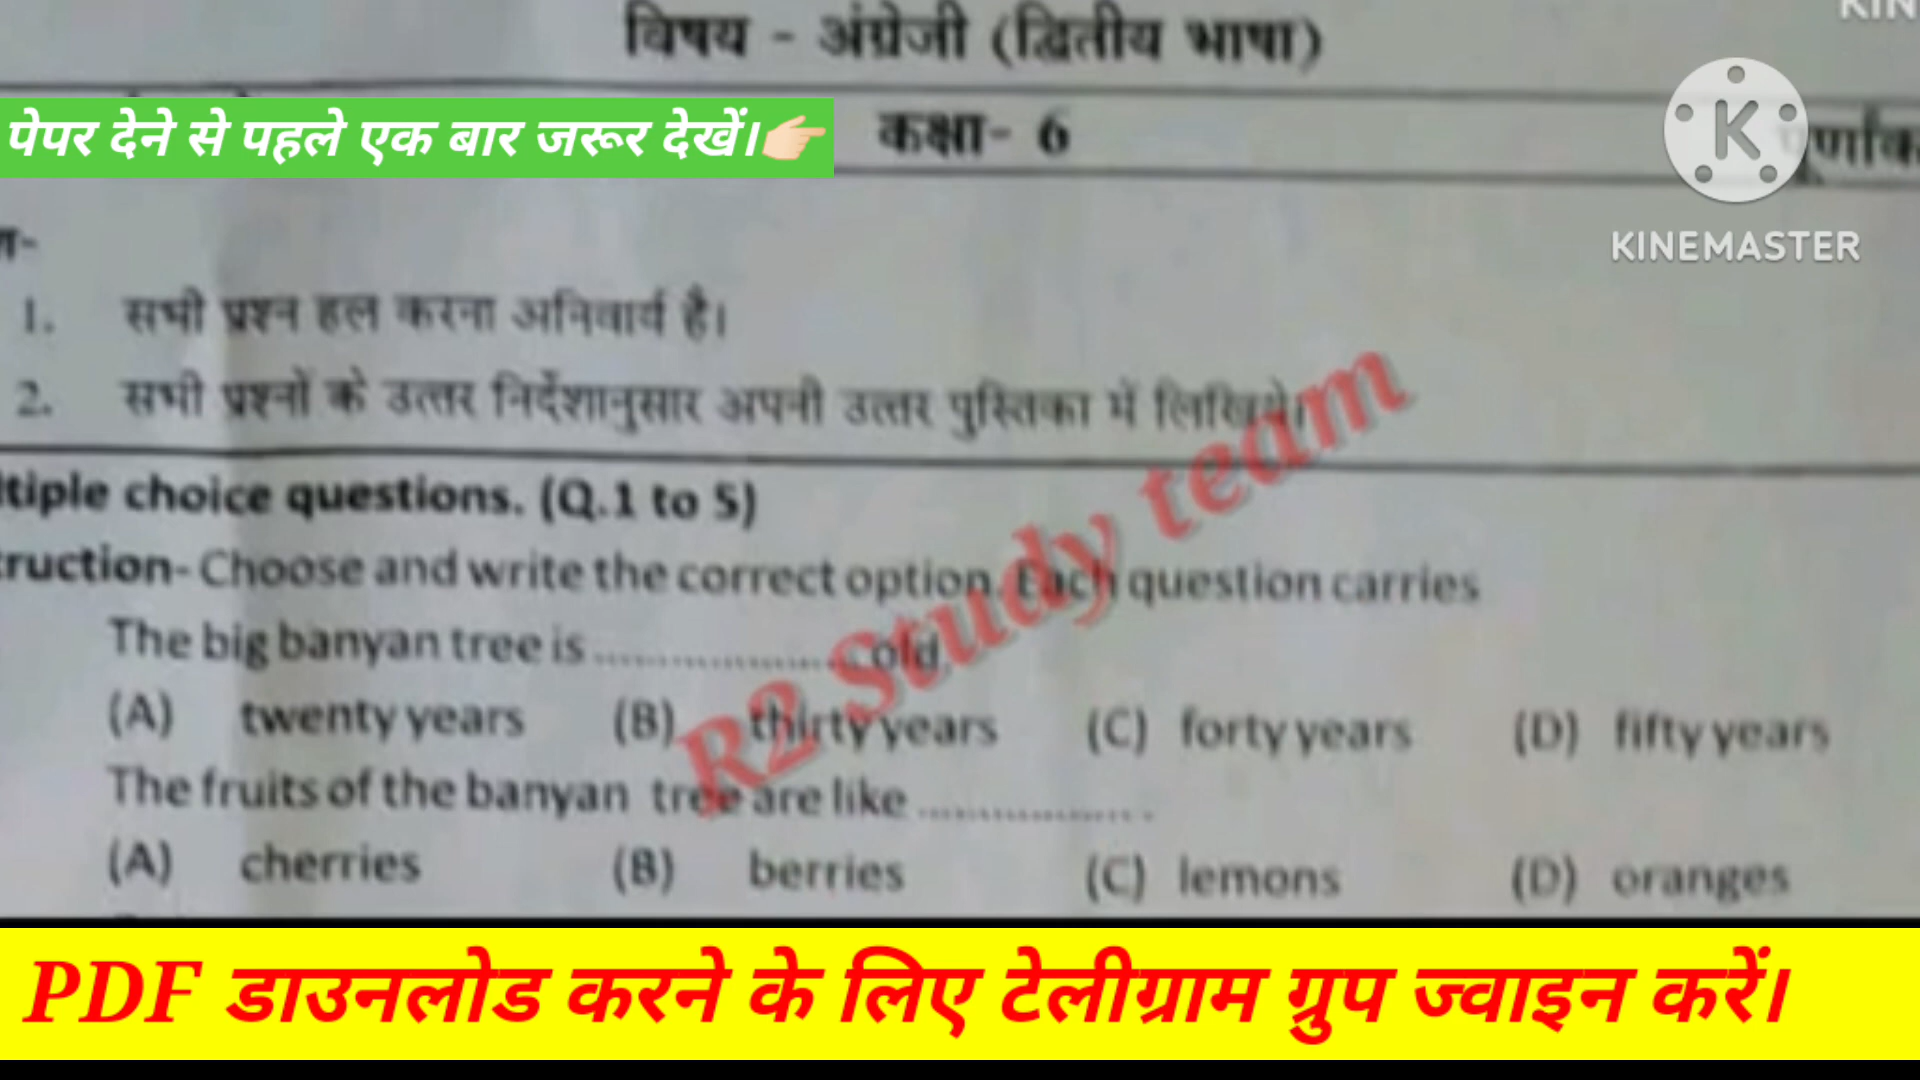 विषय - अंग्रेजी (द्वितीय भाषा)
KIN
पेपर देने से पहले एक बार जरूर देखें।
कक्षा- 6
K
KINEMASTER
1. सभी प्रश्न हल करना अनिवार्य है।
2. सभी प्रश्नों के उत्तर निर्देशानुसार अपनी उत्तर पुस्तिका में लिखिये।
ltiple choice questions. (Q.1 to 5)
truction- Choose and write the correct option. Each question carries
The big banyan tree is .................... old.
(A) twenty years (B) thirty years (C) forty years (D) fifty years
The fruits of the banyan tree are like ................... .
(A) cherries (B) berries (C) lemons (D) oranges
R2 Study team
PDF डाउनलोड करने के लिए टेलीग्राम ग्रुप ज्वाइन करें।